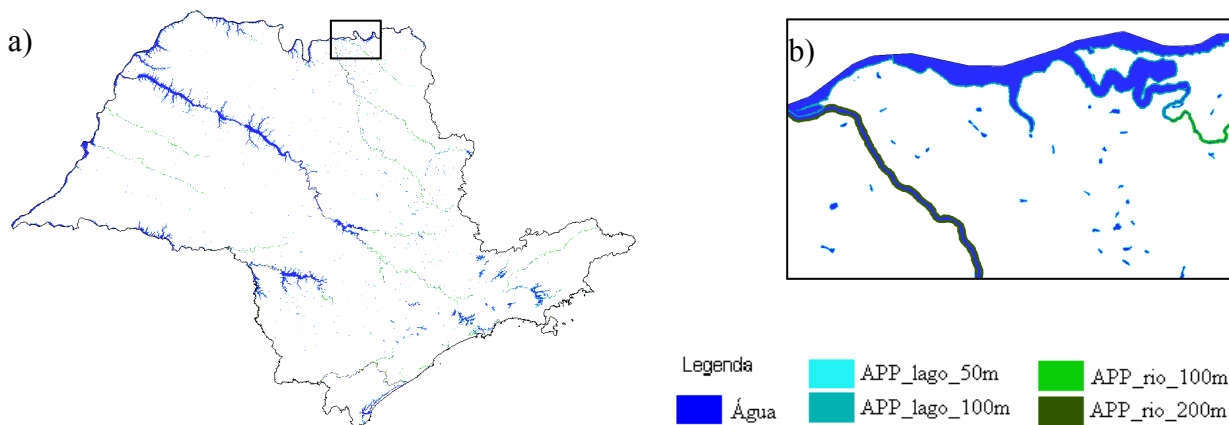 a)
b)
Legenda
Água
APP_lago_50m
APP_lago_100m
APP_rio_100m
APP_rio_200m